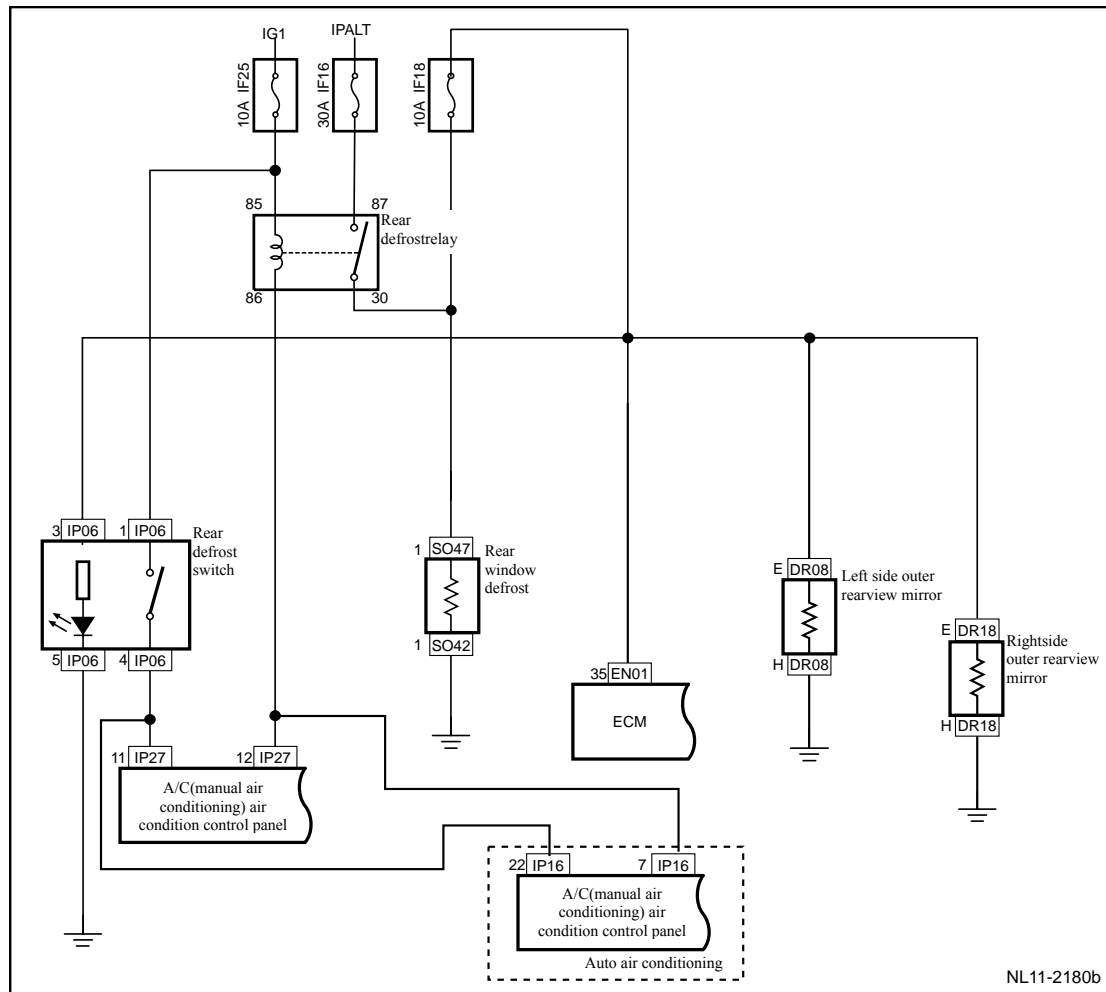 IG1
IPALT
10A IF25
30A IF16
10A IF18
85
87
Rear
defrostrelay
86
30
3 IP06
1 IP06
Rear
defrost
switch
5 IP06
4 IP06
1 SO47
Rear
window
defrost
1 SO42
E DR08
Left side outer
rearview mirror
H DR08
E DR18
Rightside
outer rearview
mirror
H DR18
35 EN01
ECM
11 IP27
12 IP27
A/C(manual air
conditioning) air
condition control panel
22 IP16
7 IP16
A/C(manual air
conditioning) air
condition control panel
Auto air conditioning
NL11-2180b